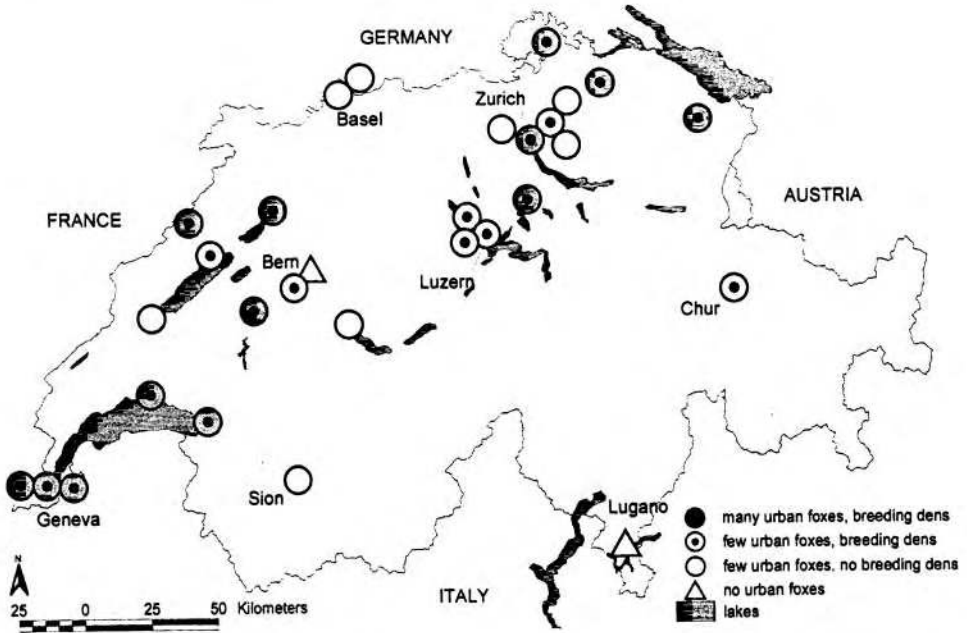 GERMANY
Zurich
Basel
AUSTRIA
FRANCE
Bern
Luzern
Chur
Sion
Lugano
Geneva
many urban foxes, breeding dens
few urban foxes, breeding dens
few urban foxes, no breeding dens
no urban foxes
lakes
N
ITALY
25 0 25 50 Kilometers